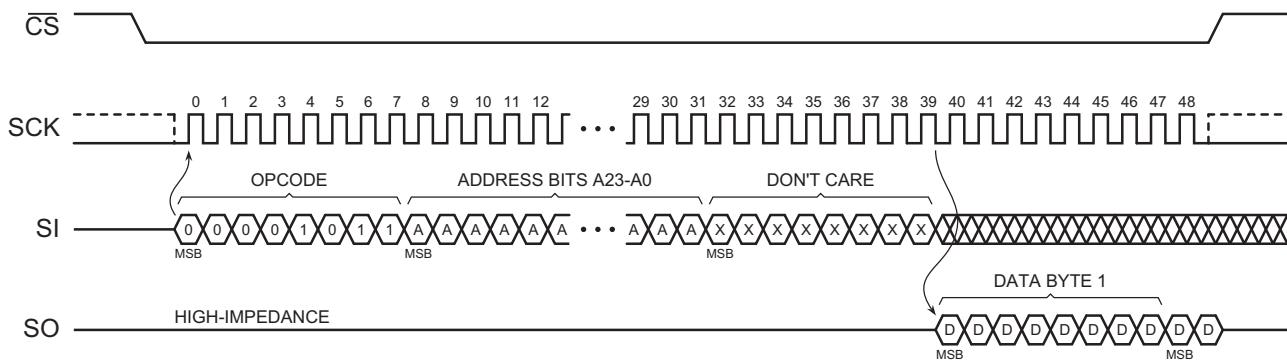 CS
0 1 2 3 4 5 6 7 8 9 10 11 12 29 30 31 32 33 34 35 36 37 38 39 40 41 42 43 44 45 46 47 48
SCK
OPCODE ADDRESS BITS A23-A0 DON'T CARE
SI 0 0 0 0 1 0 1 1 A A A A A A A A A X X X X X X X X
MSB MSB MSB
DATA BYTE 1
HIGH-IMPEDANCE
SO D D D D D D D D D D
MSB MSB